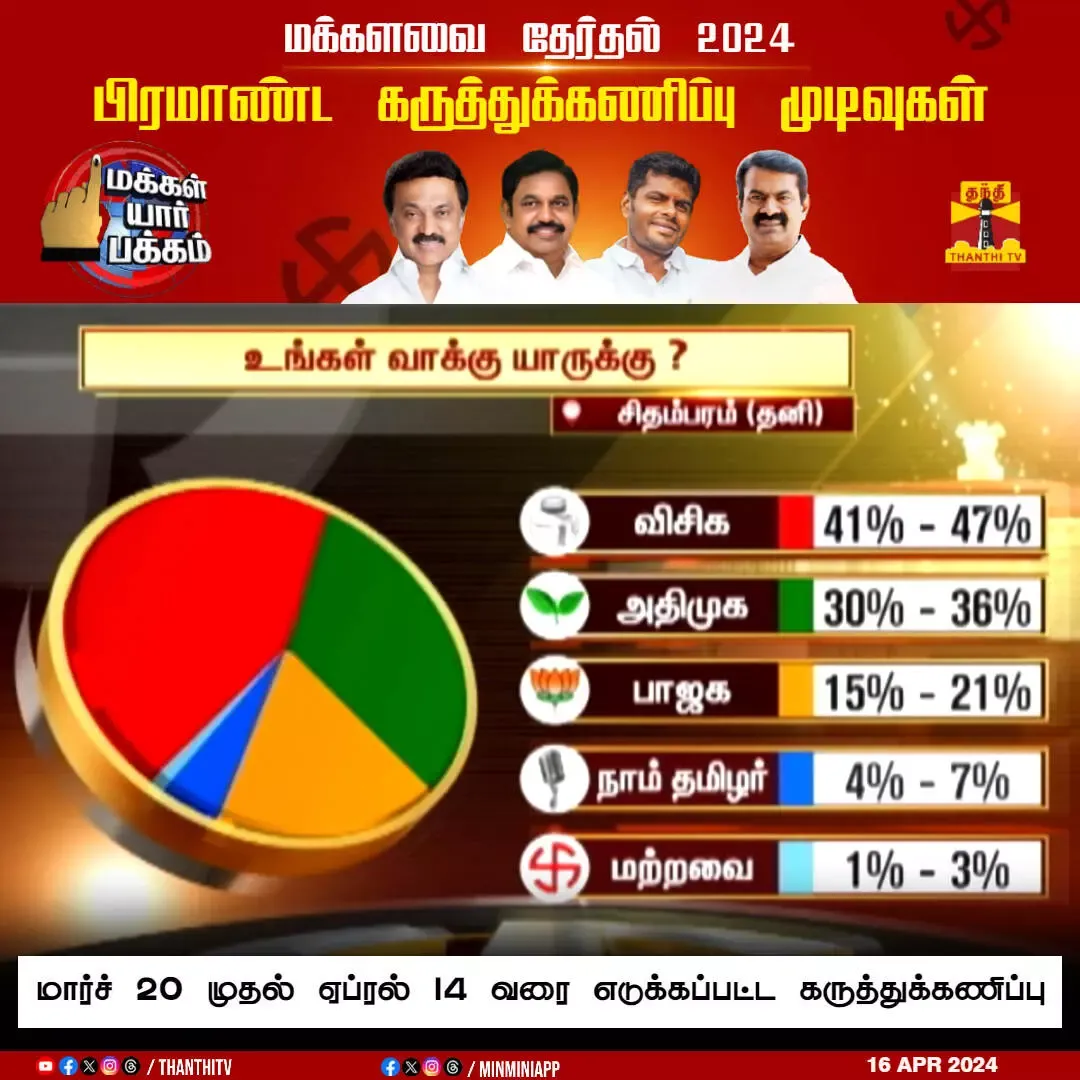 மக்களவை தேர்தல் 2024
பிரமாண்ட கருத்துக்கணிப்பு முடிவுகள்
மக்கள்
யார்
பக்கம்
தந்தி
THANTHI TV
உங்கள் வாக்கு யாருக்கு ?
சிதம்பரம் (தனி)
விசிக 41% - 47%
அதிமுக 30% - 36%
பாஜக 15% - 21%
நாம் தமிழர் 4% - 7%
மற்றவை 1% - 3%
மார்ச் 20 முதல் ஏப்ரல் 14 வரை எடுக்கப்பட்ட கருத்துக்கணிப்பு
/ THANTHITV / MINMINIAPP 16 APR 2024